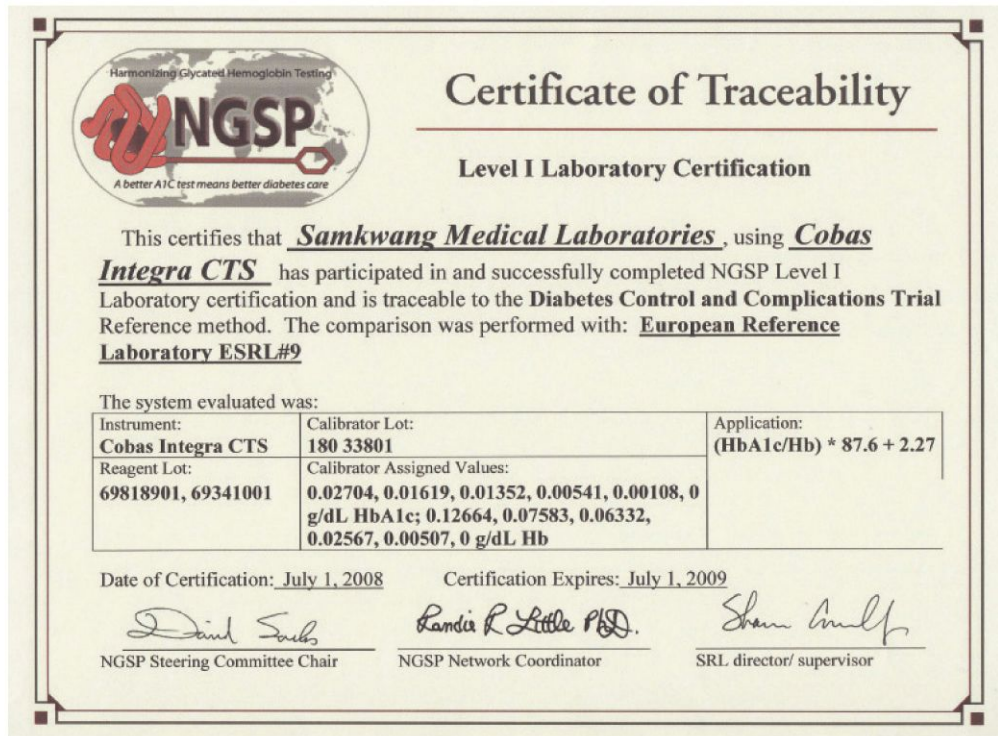 Harmonizing Glycated Hemoglobin Testing
NGSP
A better A1C test means better diabetes care
Certificate of Traceability
Level I Laboratory Certification
This certifies that Samkwang Medical Laboratories, using Cobas
Integra CTS has participated in and successfully completed NGSP Level I
Laboratory certification and is traceable to the Diabetes Control and Complications Trial
Reference method. The comparison was performed with: European Reference
Laboratory ESRL#9
The system evaluated was:
Instrument:
Cobas Integra CTS
Calibrator Lot:
180 33801
Application:
(HbA1c/Hb) * 87.6 + 2.27
Reagent Lot:
69818901, 69341001
Calibrator Assigned Values:
0.02704, 0.01619, 0.01352, 0.00541, 0.00108, 0
g/dL HbA1c; 0.12664, 0.07583, 0.06332,
0.02567, 0.00507, 0 g/dL Hb
Date of Certification: July 1, 2008 Certification Expires: July 1, 2009
Randie R Little PhD.
NGSP Steering Committee Chair
NGSP Network Coordinator
SRL director/ supervisor